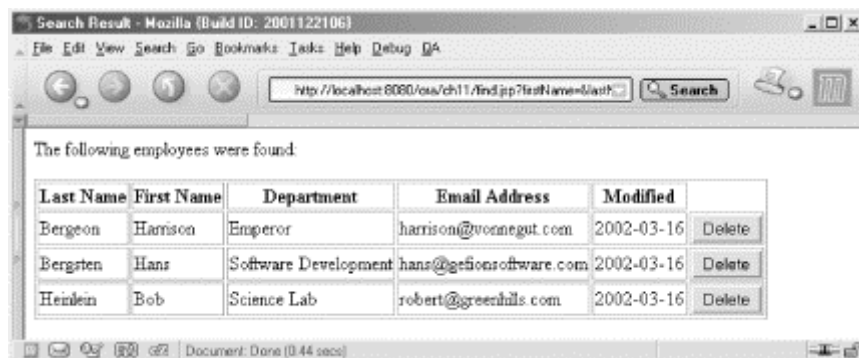 Search Result - Mozilla {Build ID: 2001122106}
File Edit View Search Go Bookmarks Tasks Help Debug QA
http://localhost:8080/ora/ch11/find.jsp?firstName=&last Search
The following employees were found:
Last Name First Name Department Email Address Modified
Bergeon Harrison Emperor harrison@vonnegut.com 2002-03-16 Delete
Bergsten Hans Software Development hans@gefionsoftware.com 2002-03-16 Delete
Heinlein Bob Science Lab robert@greenhills.com 2002-03-16 Delete
Document: Done (0.44 secs)